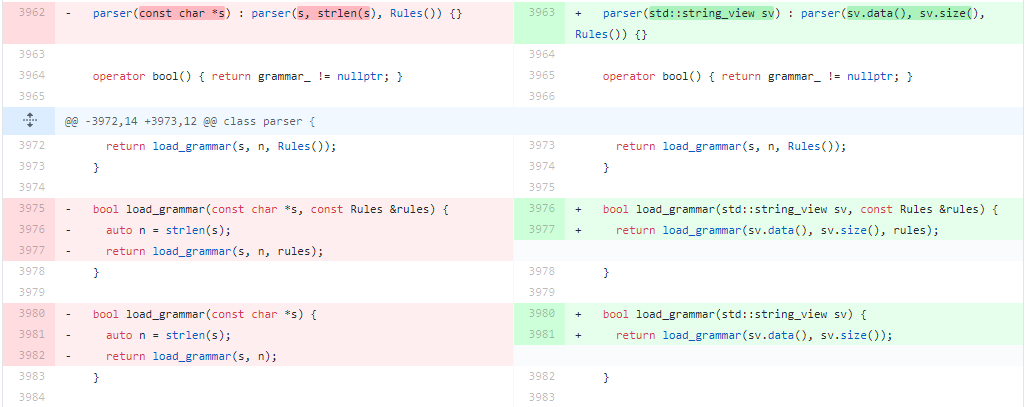 3962 - parser(const char *s) : parser(s, strlen(s), Rules()) {} 3963 + parser(std::string_view sv) : parser(sv.data(), sv.size(),
Rules()) {}
3963 3964
3964 operator bool() { return grammar_ != nullptr; } 3965 operator bool() { return grammar_ != nullptr; }
3965 3966
@@ -3972,14 +3973,12 @@ class parser {
3972 return load_grammar(s, n, Rules()); 3973 return load_grammar(s, n, Rules());
3973 } 3974 }
3974 3975
3975 - bool load_grammar(const char *s, const Rules &rules) { 3976 + bool load_grammar(std::string_view sv, const Rules &rules) {
3976 - auto n = strlen(s); 3977 + return load_grammar(sv.data(), sv.size(), rules);
3977 - return load_grammar(s, n, rules);
3978 } 3978 }
3979 3979
3980 - bool load_grammar(const char *s) { 3980 + bool load_grammar(std::string_view sv) {
3981 - auto n = strlen(s); 3981 + return load_grammar(sv.data(), sv.size());
3982 - return load_grammar(s, n);
3983 } 3982 }
3984 3983